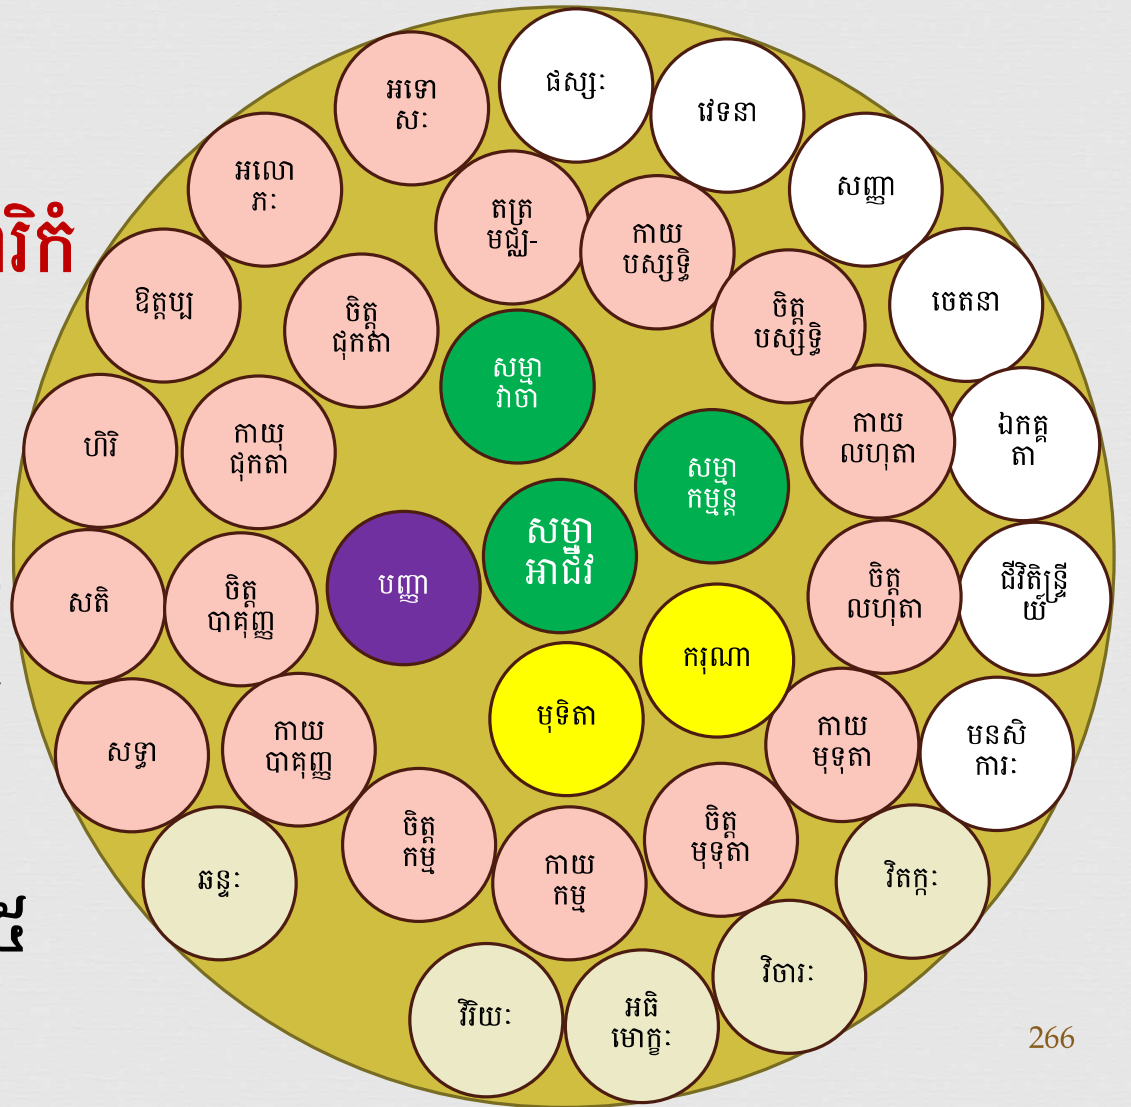 ផស្សៈ
វេទនា
សញ្ញា
ចេតនា
ឯកគ្គ
តា
ជីវិតិន្ទ្រី
យ៍
មនសិ
ការៈ
វិតក្កៈ
វិចារៈ
អធិ
មោក្ខៈ
វិរិយៈ
ឆន្ទៈ
សទ្ធា
សតិ
ហិរិ
ឱត្តប្ប
អលោ
ភៈ
អទោ
សៈ
តត្រ
មជ្ឈ-
កាយ
បស្សទ្ធិ
ចិត្ត
បស្សទ្ធិ
កាយ
លហុតា
ចិត្ត
លហុតា
កាយ
មុទុតា
ចិត្ត
មុទុតា
កាយ
កម្ម
ចិត្ត
កម្ម
កាយ
បាគុញ្ញ
ចិត្ត
បាគុញ្ញ
កាយុ
ជុកតា
ចិត្តុ
ជុកតា
សម្មា
វាចា
សម្មា
កម្មន្ត
សម្មា
អាជីវ
បញ្ញា
ករុណា
មុទិតា
266